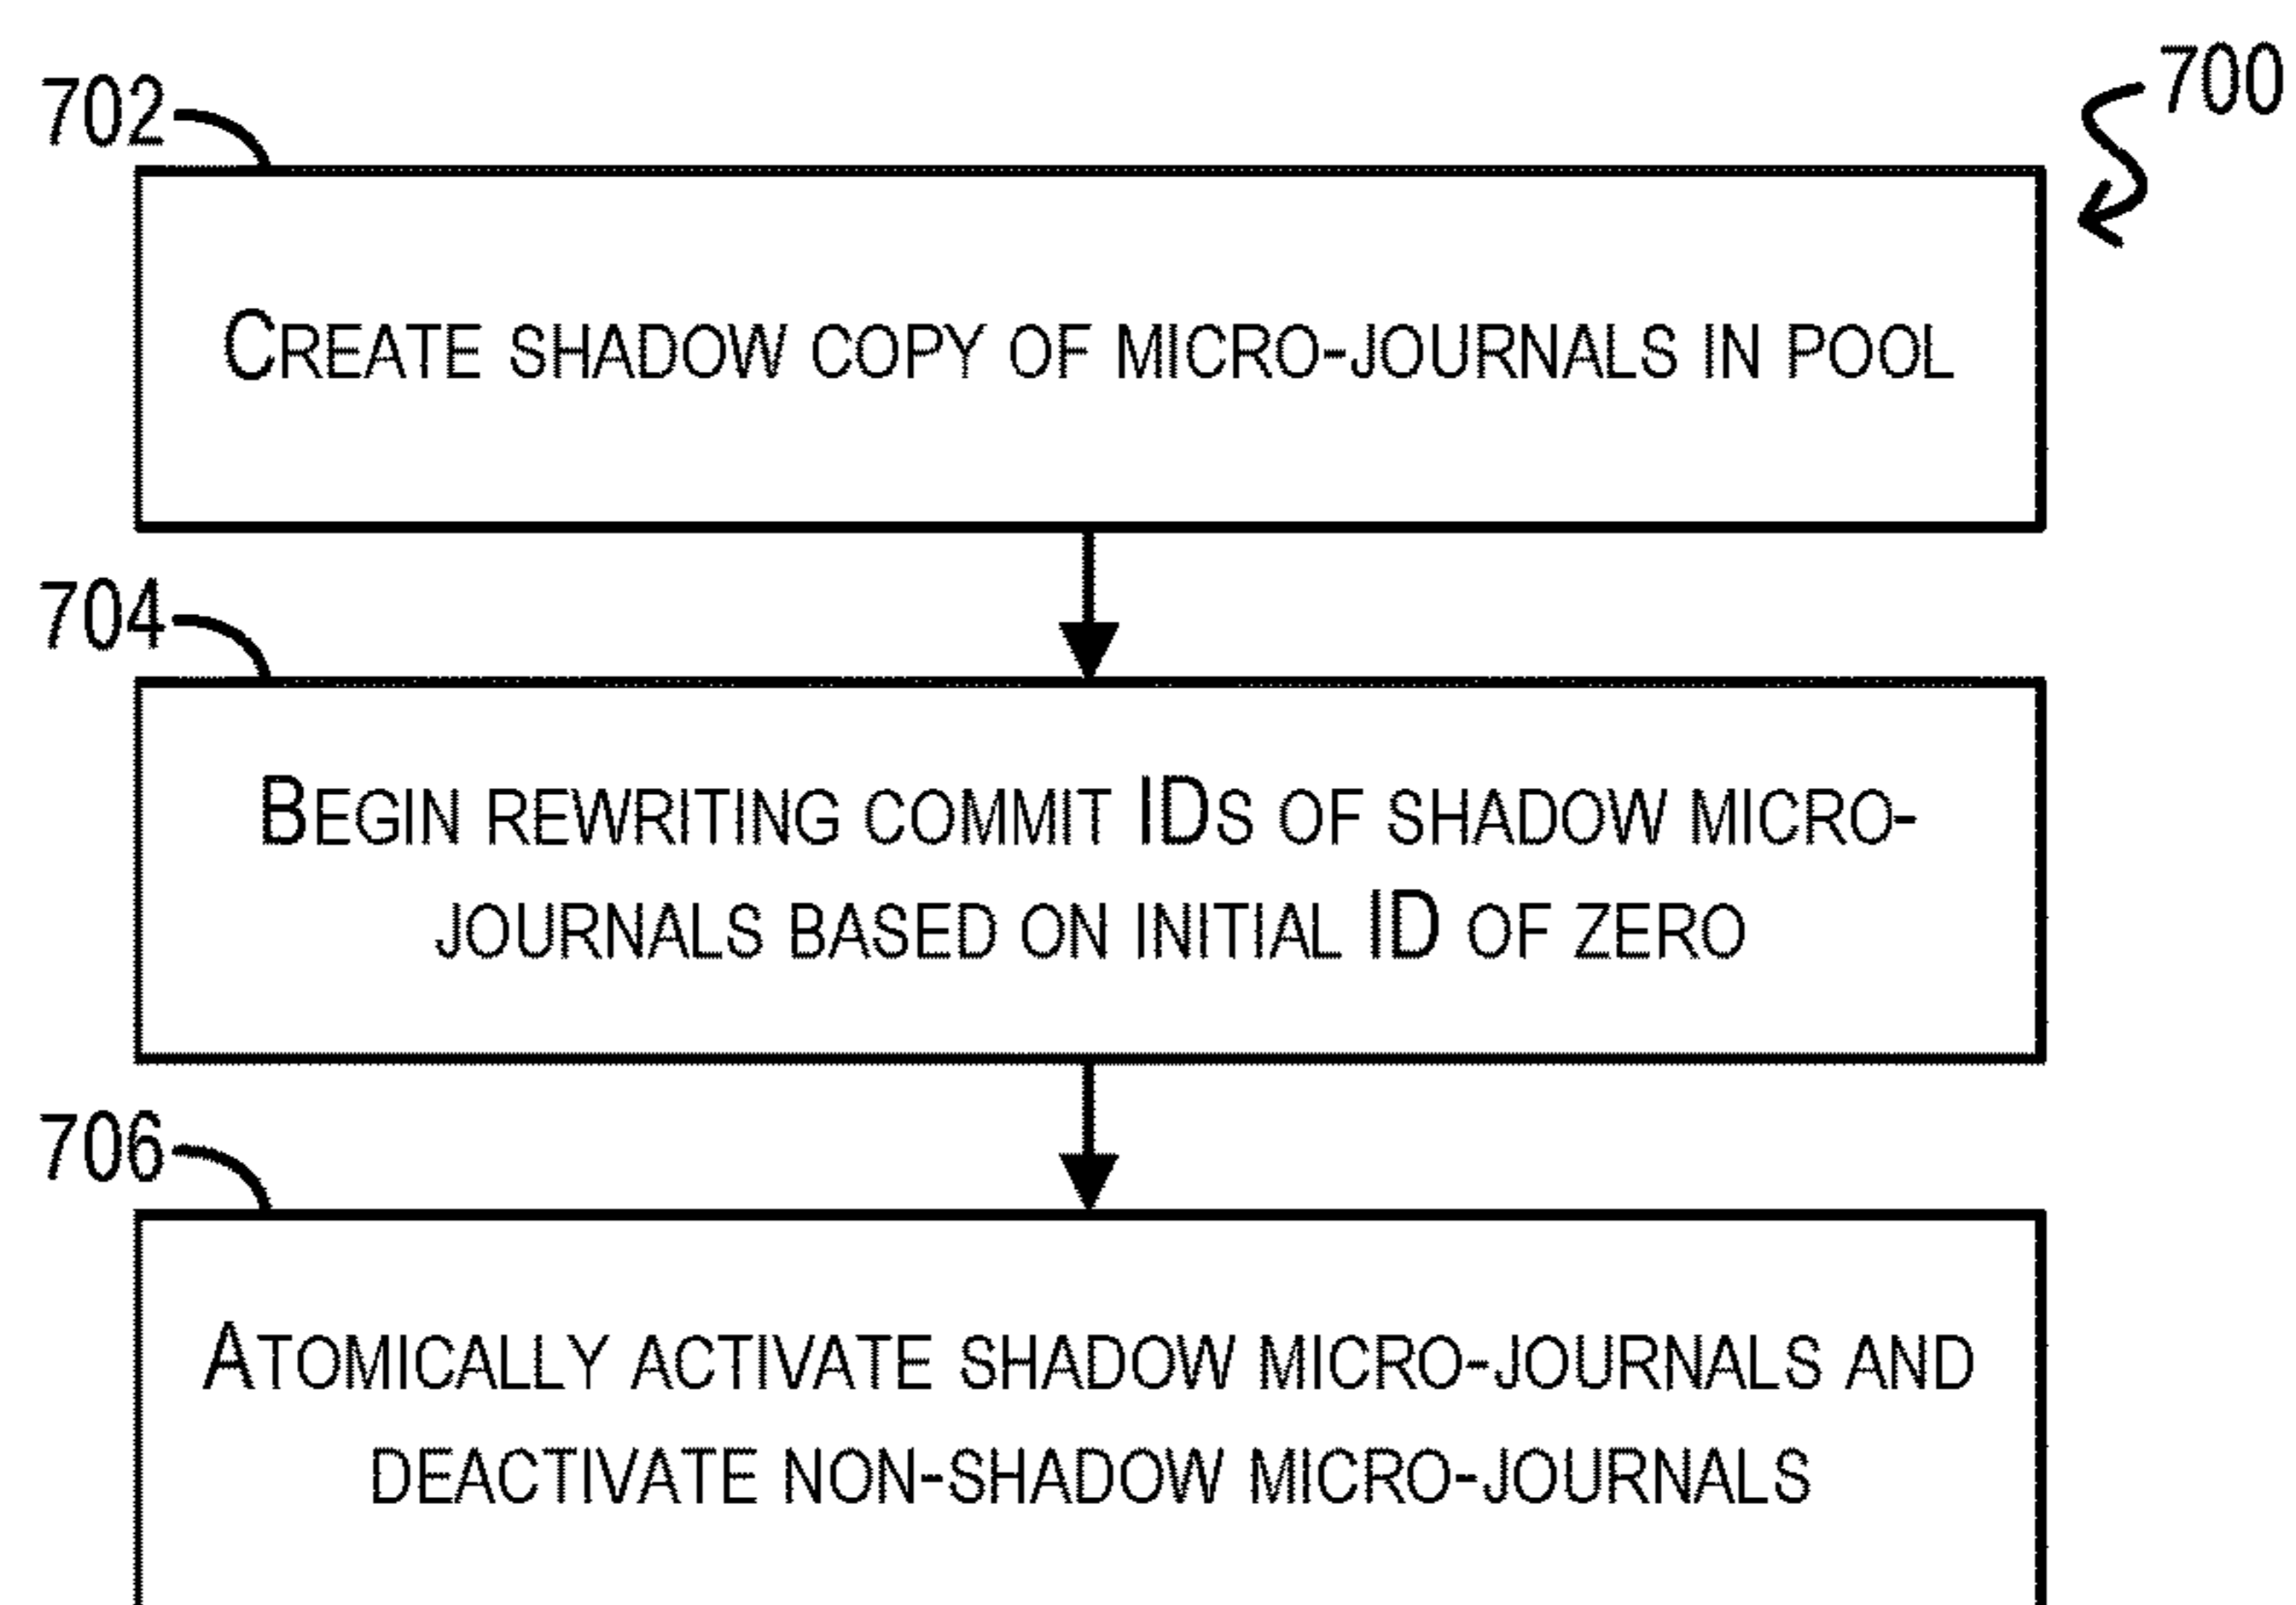 700
702
CREATE SHADOW COPY OF MICRO-JOURNALS IN POOL
704
BEGIN REWRITING COMMIT IDS OF SHADOW MICRO-
JOURNALS BASED ON INITIAL ID OF ZERO
706
ATOMICALLY ACTIVATE SHADOW MICRO-JOURNALS AND
DEACTIVATE NON-SHADOW MICRO-JOURNALS